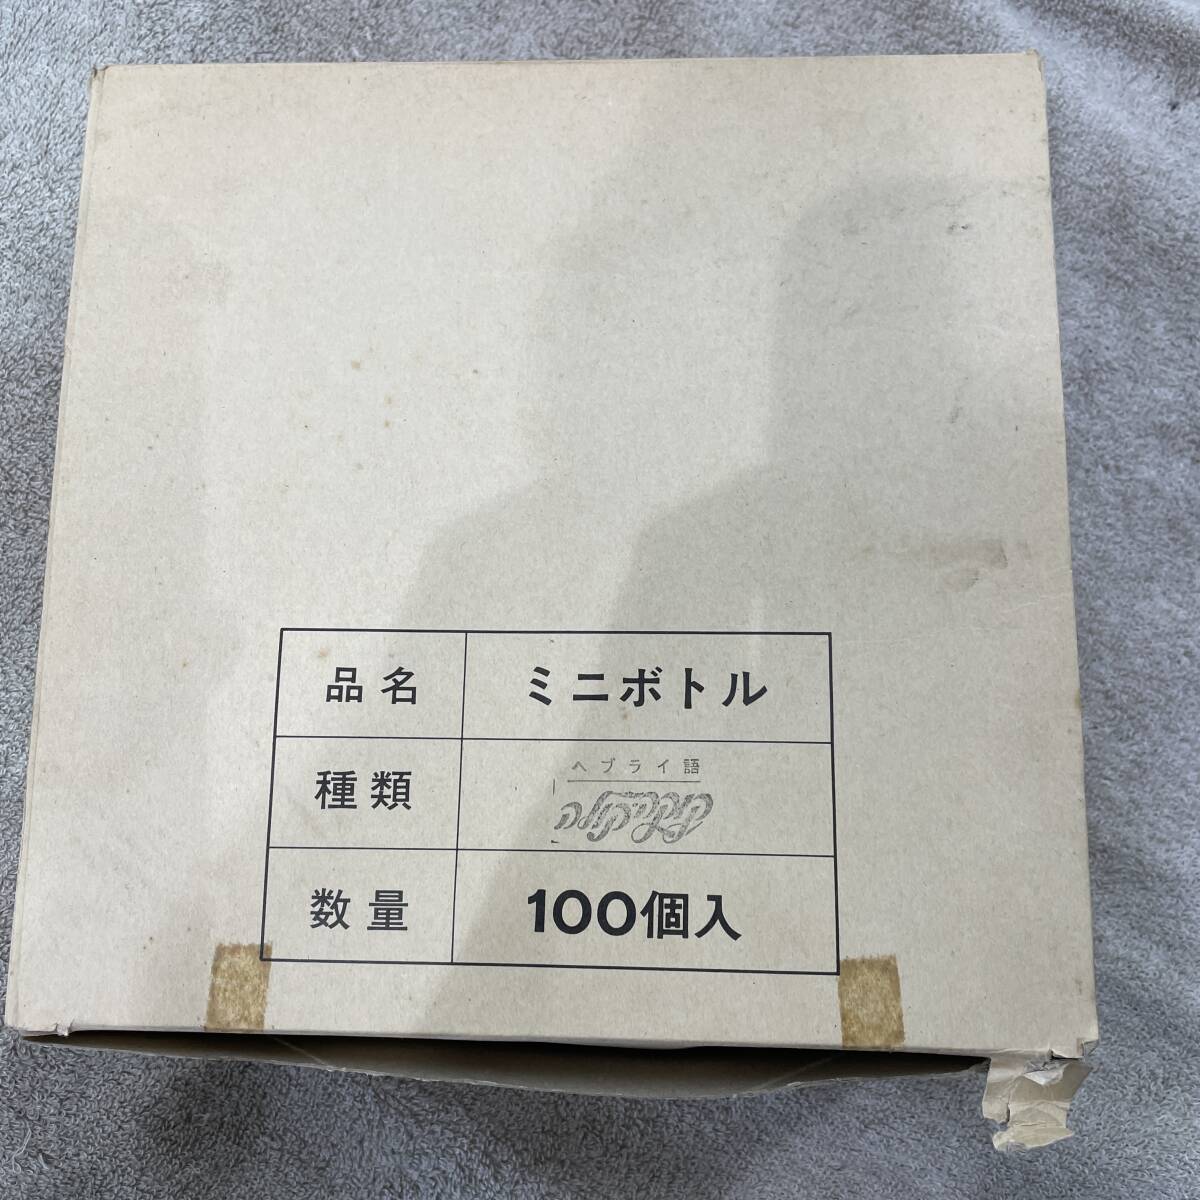 品名 ミニボトル
種類 ヘブライ語
数量 100個入